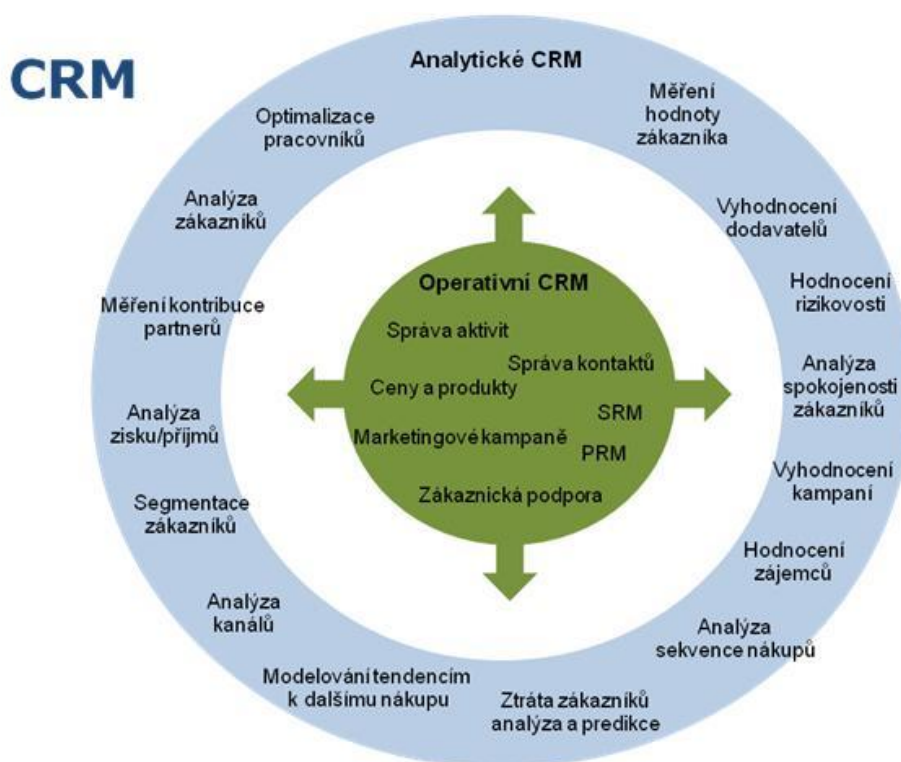 CRM
Analytické CRM
Optimalizace
pracovníků
Měření
hodnoty
zákazníka
Analýza
zákazníků
Vyhodnocení
dodavatelů
Měření kontribuce
partnerů
Hodnocení
rizikovosti
Analýza
zisku/příjmů
Analýza
spokojenosti
zákazníků
Segmentace
zákazníků
Vyhodnocení
kampaní
Analýza
kanálů
Hodnocení
zájemců
Modelování tendencím
k dalšímu nákupu
Ztráta zákazníků
analýza a predikce
Analýza
sekvence nákupů
Operativní CRM
Správa aktivit
Správa kontaktů
Ceny a produkty
SRM
Marketingové kampaně
PRM
Zákaznická podpora